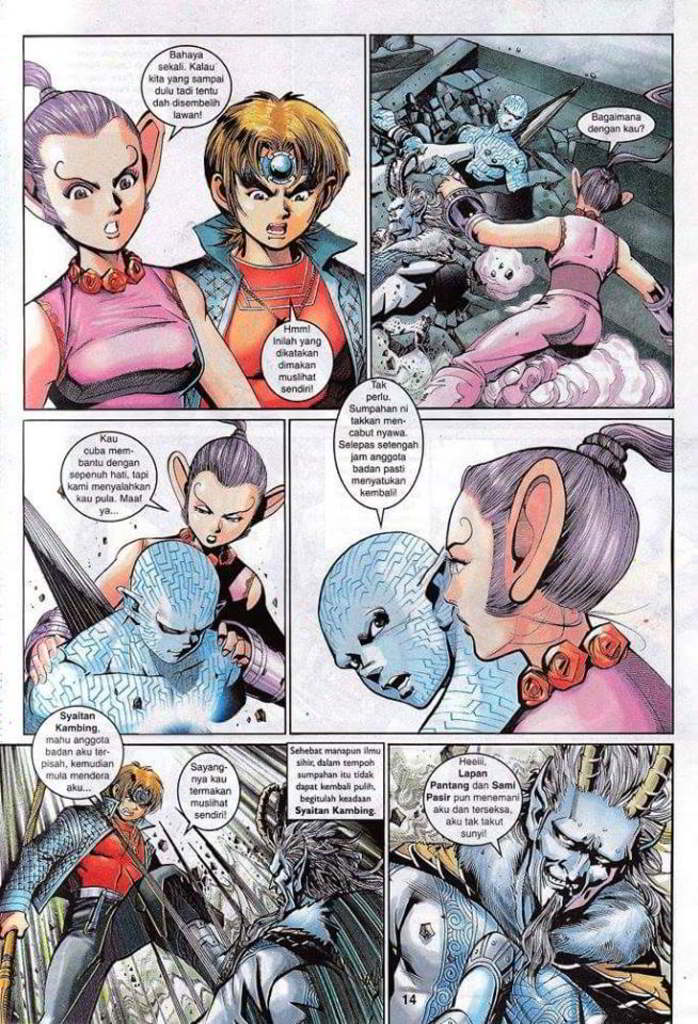 Bahaya
sekali. Kalau
kita yang sampai
dulu tadi tentu
dah disembelih
lawan!
Hmm!
Inilah yang
dikatakan
dimakan
muslihat
sendiri!
Bagaimana
dengan kau?
Kau
cuba mem-
bantu dengan
sepenuh hati, tapi
kami menyalahkan
kau pula. Maaf
ya...
Tak
perlu.
Sumpahan ni
takkan men-
cabut nyawa.
Selepas setengah
jam anggota
badan pasti
menyatukan
kembali!
Syaitan
Kambing,
mahu anggota
badan aku ter-
pisah, kemudian
mula mendera
aku...
Sayang-
nya kau
termakan
muslihat
sendiri!
Sehebat manapun ilmu
sihir, dalam tempoh
sumpahan itu tidak
dapat kembali pulih,
begitulah keadaan
Syaitan Kambing.
Heeiii,
Lapan
Pantang dan Sami
Pasir pun menemani
aku dan terseksa,
aku tak takut
sunyi!
14